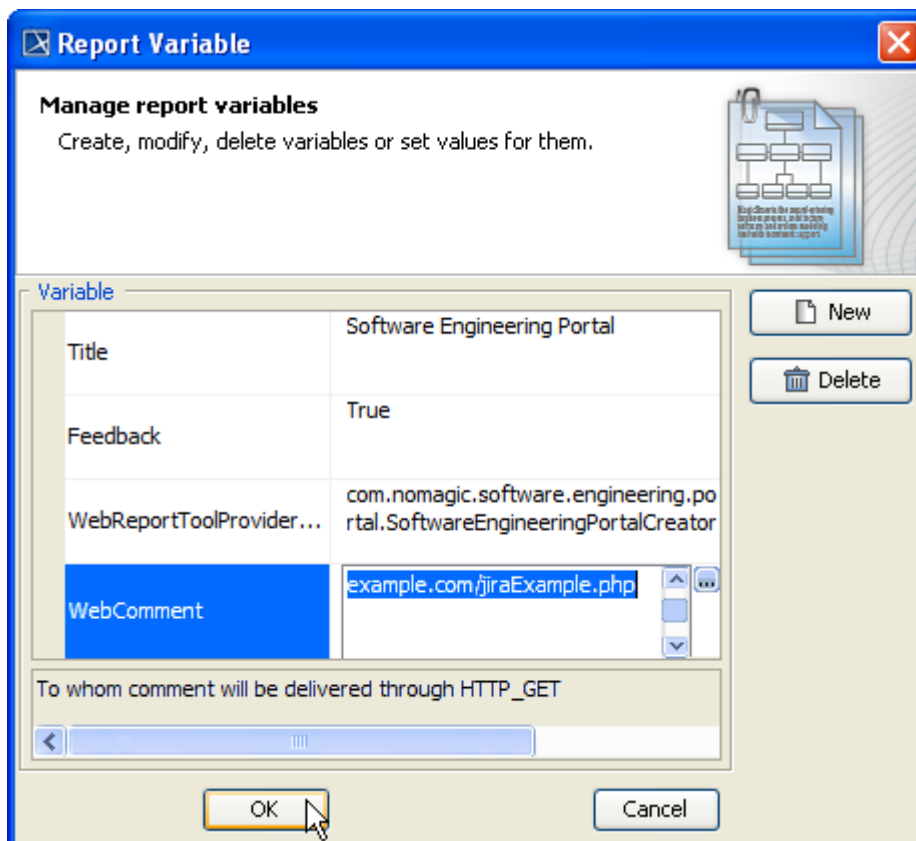 Report Variable
Manage report variables
Create, modify, delete variables or set values for them.
Variable
Title
Software Engineering Portal
Feedback
True
WebReportToolProvider...
com.nomagic.software.engineering.po
rtal.SoftwareEngineeringPortalCreator
WebComment
example.com/jiraExample.php
...
To whom comment will be delivered through HTTP_GET
New
Delete
OK
Cancel